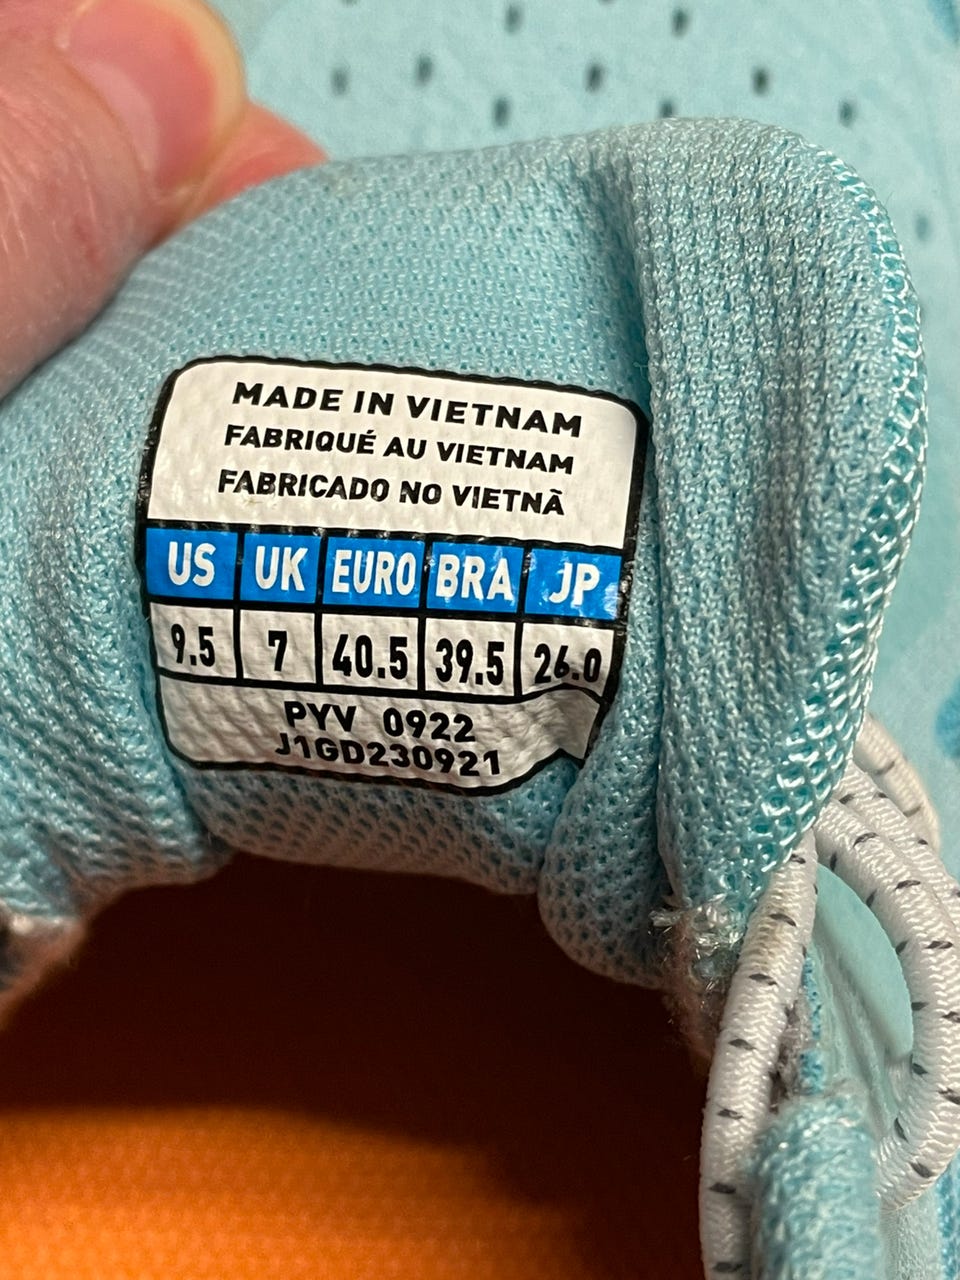 MADE IN VIETNAM
FABRIQUÉ AU VIETNAM
FABRICADO NO VIETNÃ
US UK EURO BRA JP
9.5 7 40.5 39.5 26.0
PYV 0922
J1GD230921